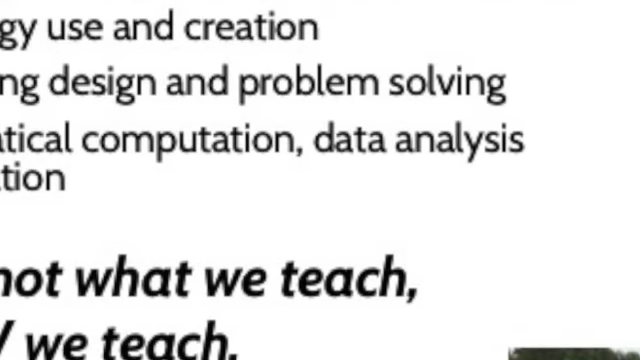 gy use and creation
ng design and problem solving
tical computation, data analysis
tion
not what we teach,
we teach.